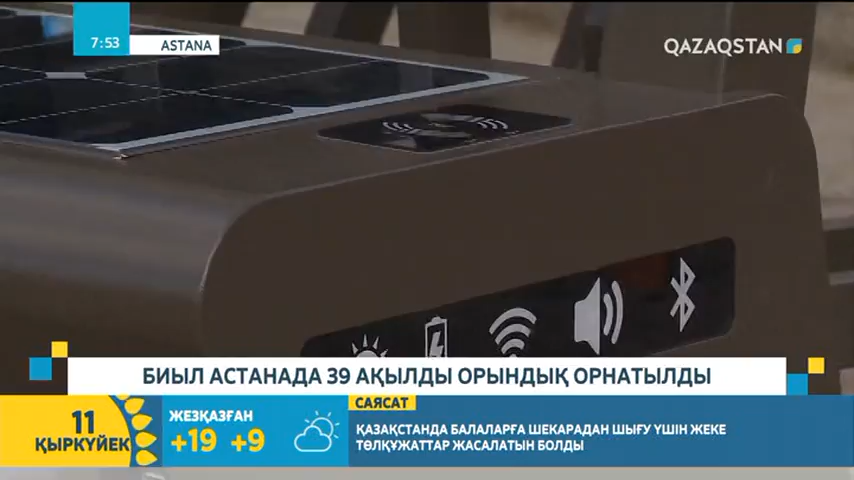 7:53
ASTANA
QAZAQSTAN
БИЫЛ АСТАНАДА 39 АҚЫЛДЫ ОРЫНДЫҚ ОРНАТЫЛДЫ
11
ҚЫРКҮЙЕК
ЖЕЗҚАЗҒАН
+19 +9
САЯСАТ
ҚАЗАҚСТАНДА БАЛАЛАРҒА ШЕКАРАДАН ШЫҒУ ҮШІН ЖЕКЕ
ТӨЛҚҰЖАТТАР ЖАСАЛАТЫН БОЛДЫ